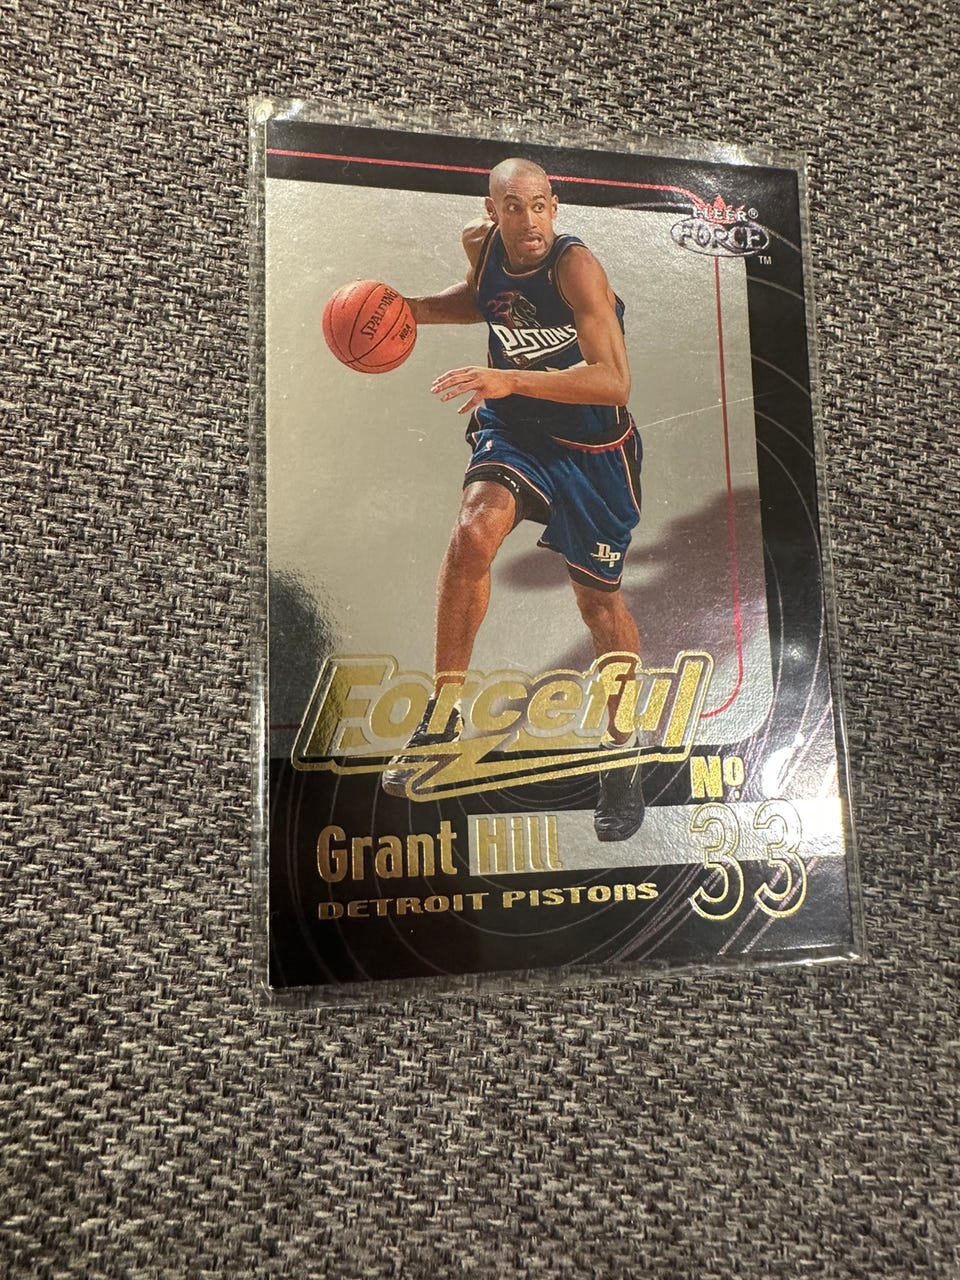 FLEER®
FORCE
TM
SPALDING
NBA
PISTONS
DP
Forceful
Nº
Grant Hill
33
DETROIT PISTONS